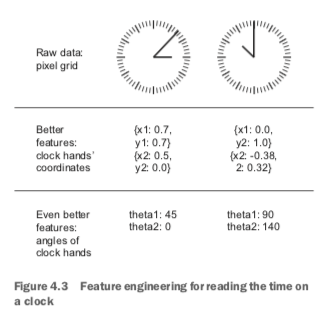 Raw data:
pixel grid
Better
features:
clock hands'
coordinates
{x1: 0.7,
y1: 0.7}
{x2: 0.5,
y2: 0.0}
{x1: 0.0,
y2: 1.0}
{x2: -0.38,
2: 0.32}
Even better
features:
angles of
clock hands
theta1: 45
theta2: 0
theta1: 90
theta2: 140
Figure 4.3 Feature engineering for reading the time on
a clock